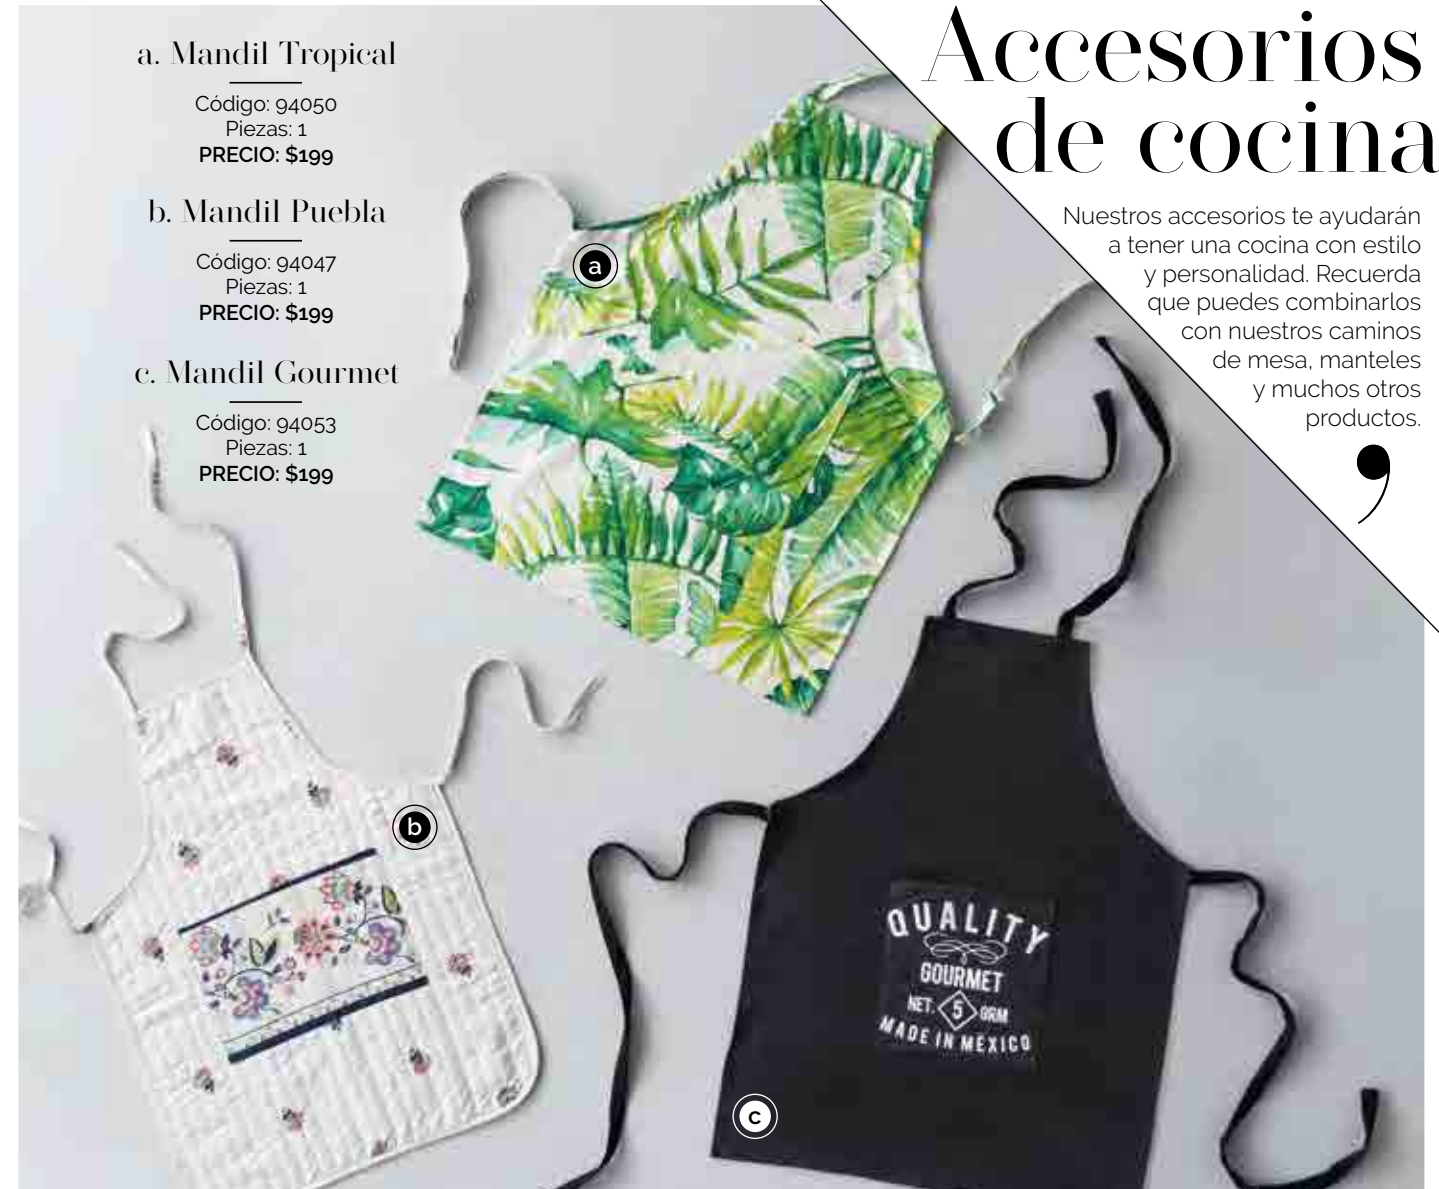 Accesorios
de cocina
Nuestros accesorios te ayudarán
a tener una cocina con estilo
y personalidad. Recuerda
que puedes combinarlos
con nuestros caminos
de mesa, manteles
y muchos otros
productos.
a. Mandil Tropical
Código: 94050
Piezas: 1
PRECIO: $199
b. Mandil Puebla
Código: 94047
Piezas: 1
PRECIO: $199
c. Mandil Gourmet
Código: 94053
Piezas: 1
PRECIO: $199
a
b
QUALITY
GOURMET
NET. 5 GRM
MADE IN MEXICO
c